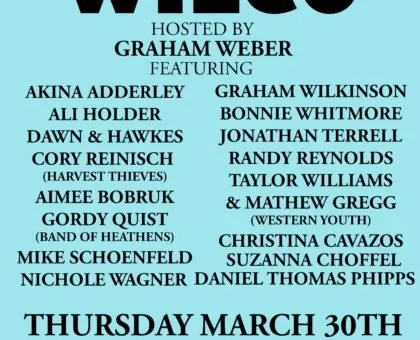 WILCO
HOSTED BY
GRAHAM WEBER
FEATURING
AKINA ADDERLEY
ALI HOLDER
DAWN & HAWKES
CORY REINISCH
(HARVEST THIEVES)
AIMEE BOBRUK
GORDY QUIST
(BAND OF HEATHENS)
MIKE SCHOENFELD
NICHOLE WAGNER
GRAHAM WILKINSON
BONNIE WHITMORE
JONATHAN TERRELL
RANDY REYNOLDS
TAYLOR WILLIAMS
& MATHEW GREGG
(WESTERN YOUTH)
CHRISTINA CAVAZOS
SUZANNA CHOFFEL
DANIEL THOMAS PHIPPS
THURSDAY MARCH 30TH